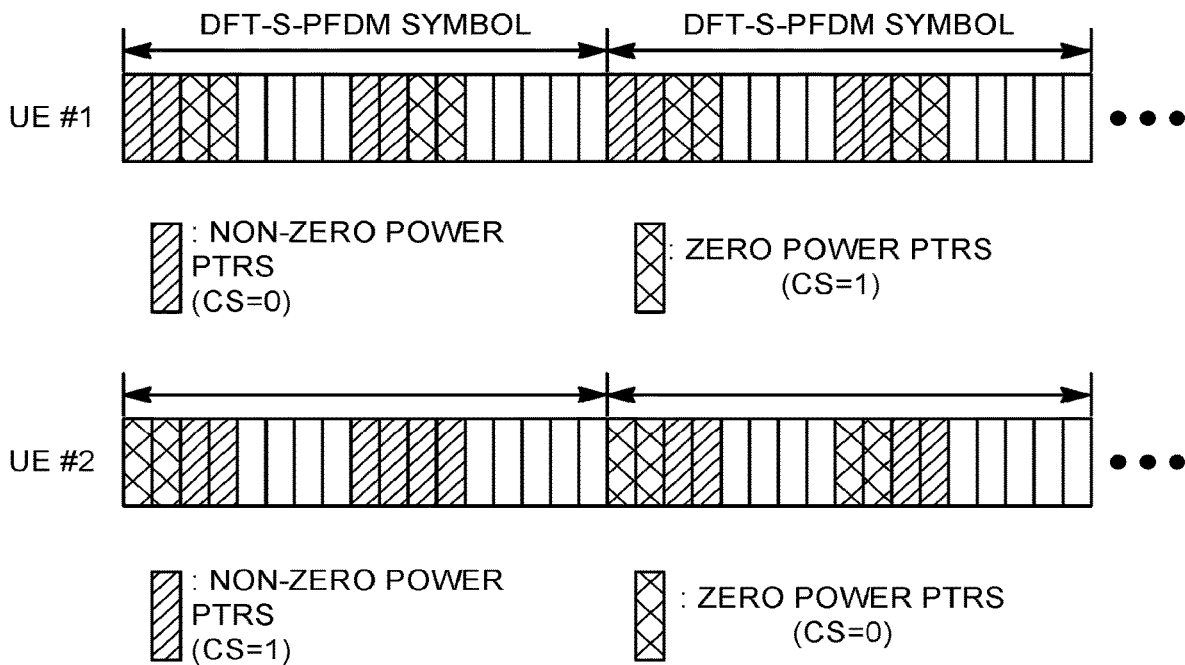 DFT-S-PFDM SYMBOL DFT-S-PFDM SYMBOL
UE #1
: NON-ZERO POWER
PTRS
(CS=0)
: ZERO POWER PTRS
(CS=1)
UE #2
: NON-ZERO POWER
PTRS
(CS=1)
: ZERO POWER PTRS
(CS=0)